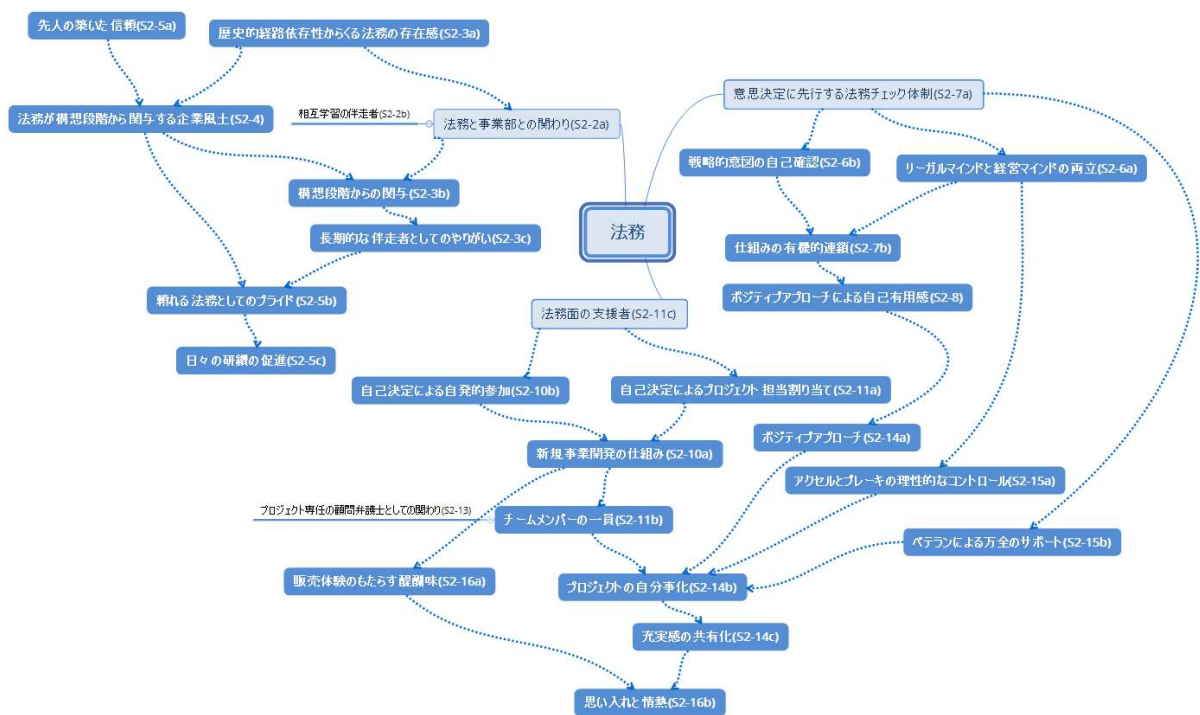 先人の築いた信頼(S2-5a)
歴史的経路依存性からくる法務の存在感(S2-3a)
意思決定に先行する法務チェック体制(S2-7a)
法務が構想段階から関与する企業風土(S2-4)
相互学習の伴走者(S2-2b)
法務と事業部との関わり(S2-2a)
戦略的意図の自己確認(S2-6b)
リーガルマインドと経営マインドの両立(S2-6a)
構想段階からの関与(S2-3b)
法務
長期的な伴走者としてのやりがい(S2-3c)
仕組みの有機的連鎖(S2-7b)
頼れる法務としてのプライド(S2-5b)
ポジティブアプローチによる自己有用感(S2-8)
法務面の支援者(S2-11c)
日々の研鑽の促進(S2-5c)
自己決定による自発的参加(S2-10b)
自己決定によるプロジェクト担当割り当て(S2-11a)
新規事業開発の仕組み(S2-10a)
ポジティブアプローチ(S2-14a)
アクセルとブレーキの理性的なコントロール(S2-15a)
プロジェクト専任の顧問弁護士としての関わり(S2-13)
チームメンバーの一員(S2-11b)
ベテランによる万全のサポート(S2-15b)
販売体験のもたらす醍醐味(S2-16a)
プロジェクトの自分事化(S2-14b)
充実感の共有化(S2-14c)
思い入れと情熱(S2-16b)